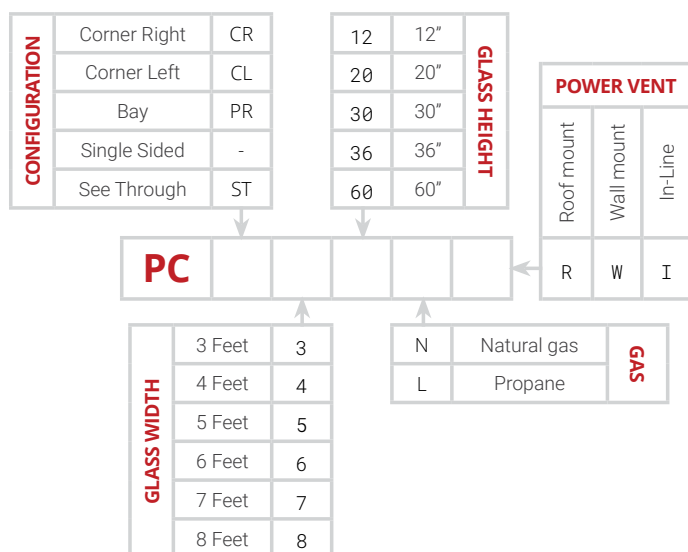 CONFIGURATION
Corner Right CR
Corner Left CL
Bay PR
Single Sided -
See Through ST
12 12”
20 20”
30 30”
36 36”
60 60”
GLASS HEIGHT
POWER VENT
Roof mount Wall mount In-Line
R W I
PC
GLASS WIDTH
3 Feet 3
4 Feet 4
5 Feet 5
6 Feet 6
7 Feet 7
8 Feet 8
N Natural gas
L Propane
GAS